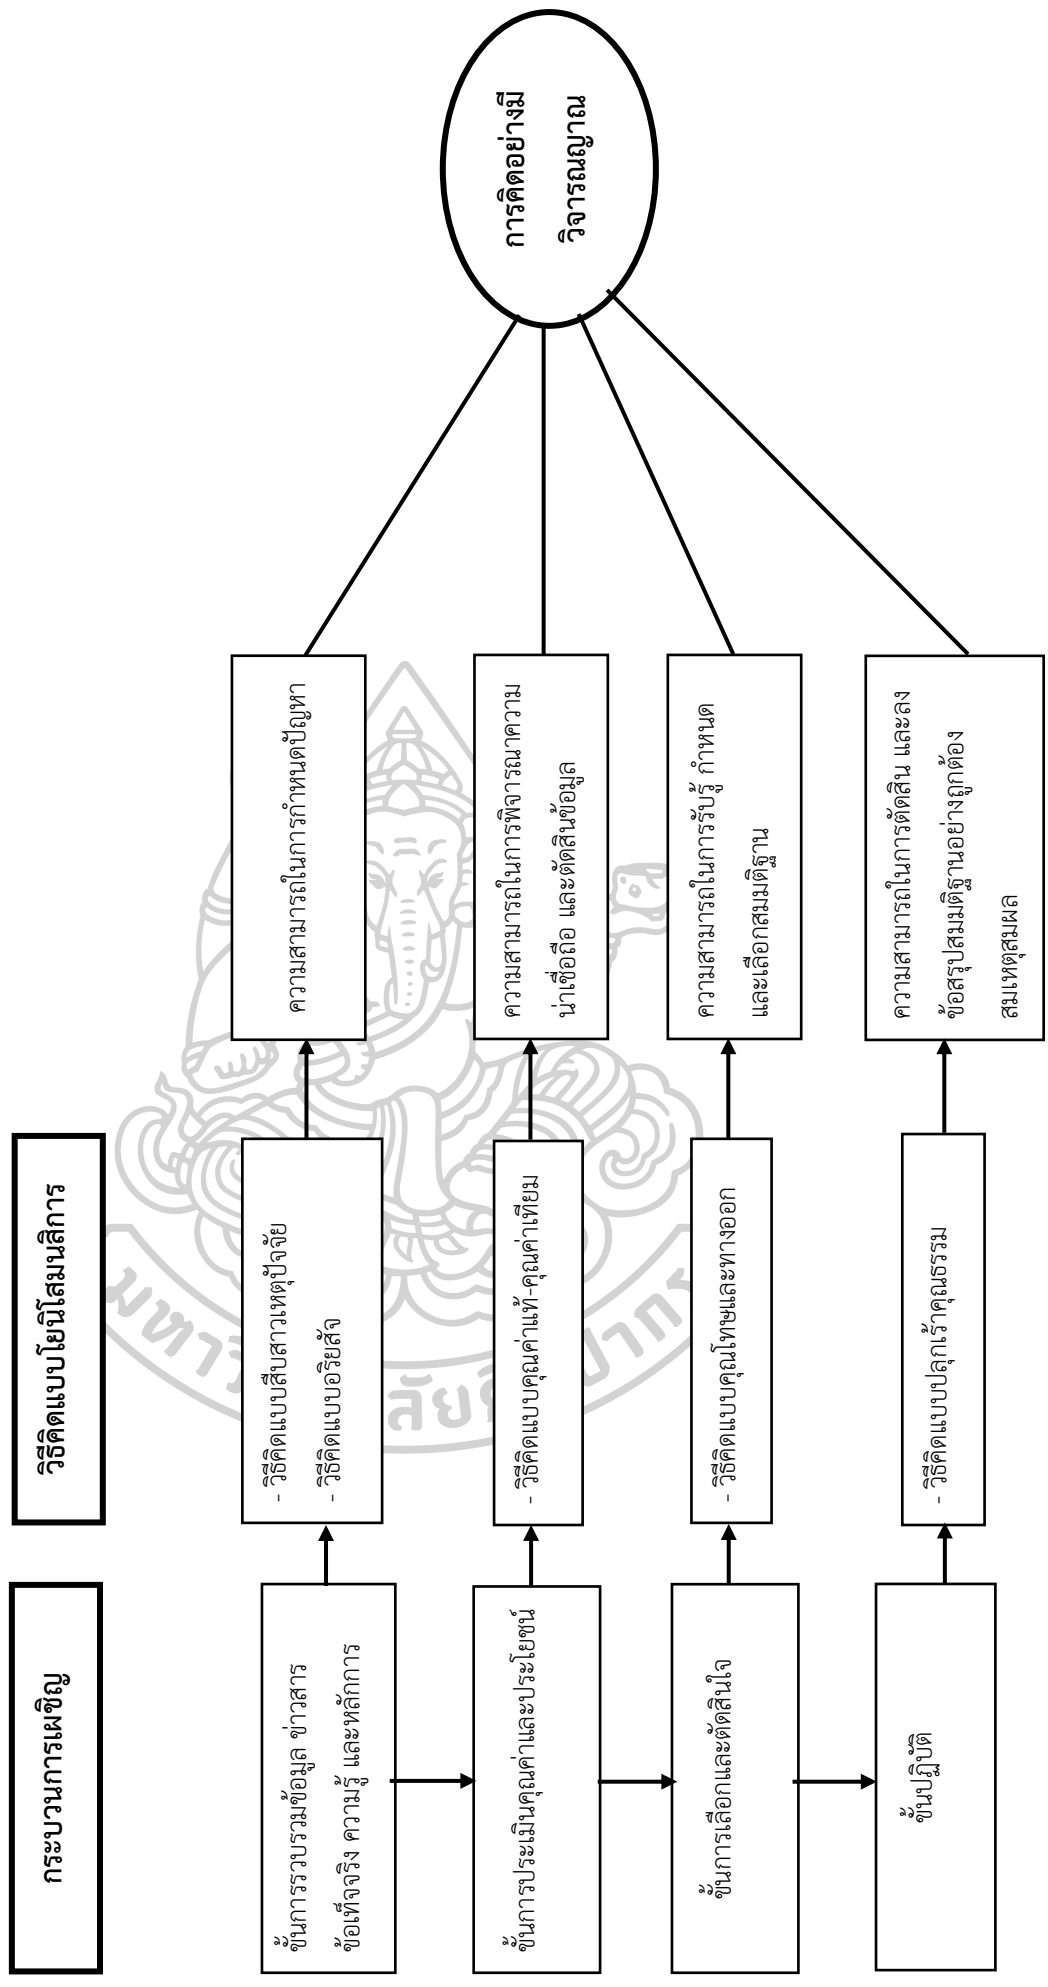 กระบวนการเผชิญ
วิธีคิดแบบโยนิโสมนสิการ
ขั้นการรวบรวมข้อมูล ข่าวสาร
ข้อเท็จจริง ความรู้ และหลักการ
- วิธีคิดแบบสืบสาวเหตุปัจจัย
- วิธีคิดแบบอริยสัจ
ความสามารถในการกำหนดปัญหา
ขั้นการประเมินคุณค่าและประโยชน์
- วิธีคิดแบบคุณค่าแท้-คุณค่าเทียม
ความสามารถในการพิจารณาความ
น่าเชื่อถือ และตัดสินข้อมูล
ขั้นการเลือกและตัดสินใจ
- วิธีคิดแบบคุณโทษและทางออก
ความสามารถในการรับรู้ กำหนด
และเลือกสมมติฐาน
ขั้นปฏิบัติ
- วิธีคิดแบบปลุกเร้าคุณธรรม
ความสามารถในการตัดสิน และลง
ข้อสรุปสมมติฐานอย่างถูกต้อง
สมเหตุสมผล
การคิดอย่างมี
วิจารณญาณ